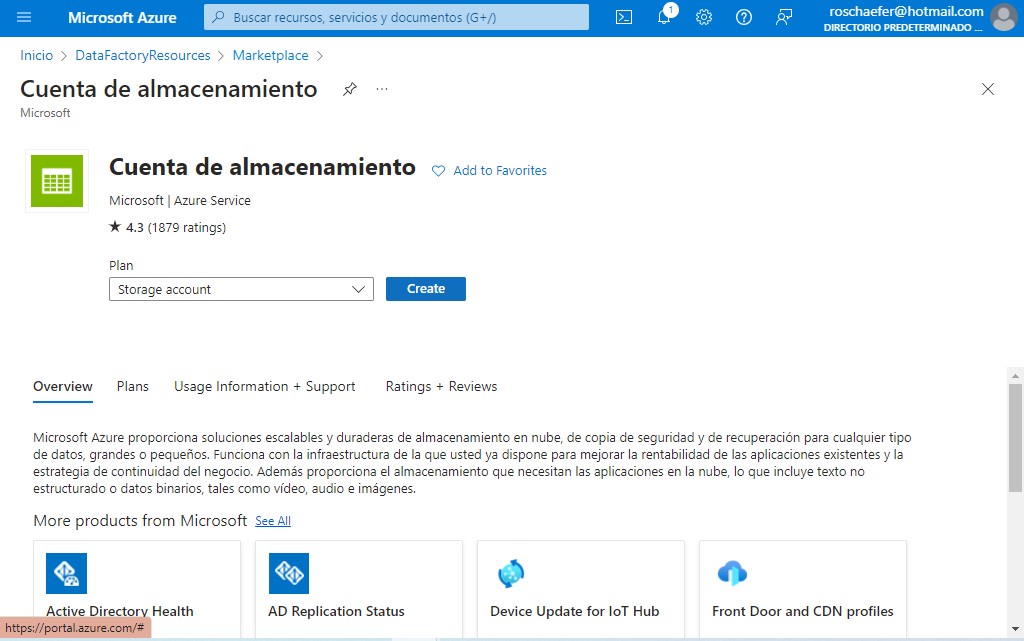 Microsoft Azure
Buscar recursos, servicios y documentos (G+/)
1
roschaefer@hotmail.com
DIRECTORIO PREDETERMINADO ...
Inicio > DataFactoryResources > Marketplace >
Cuenta de almacenamiento
...
Microsoft
Cuenta de almacenamiento
Add to Favorites
Microsoft | Azure Service
★ 4.3 (1879 ratings)
Plan
Storage account
Create
Overview Plans Usage Information + Support Ratings + Reviews
Microsoft Azure proporciona soluciones escalables y duraderas de almacenamiento en nube, de copia de seguridad y de recuperación para cualquier tipo
de datos, grandes o pequeños. Funciona con la infraestructura de la que usted ya dispone para mejorar la rentabilidad de las aplicaciones existentes y la
estrategia de continuidad del negocio. Además proporciona el almacenamiento que necesitan las aplicaciones en la nube, lo que incluye texto no
estructurado o datos binarios, tales como vídeo, audio e imágenes.
More products from Microsoft See All
Active Directory Health
AD Replication Status
Device Update for IoT Hub
Front Door and CDN profiles
https://portal.azure.com/#